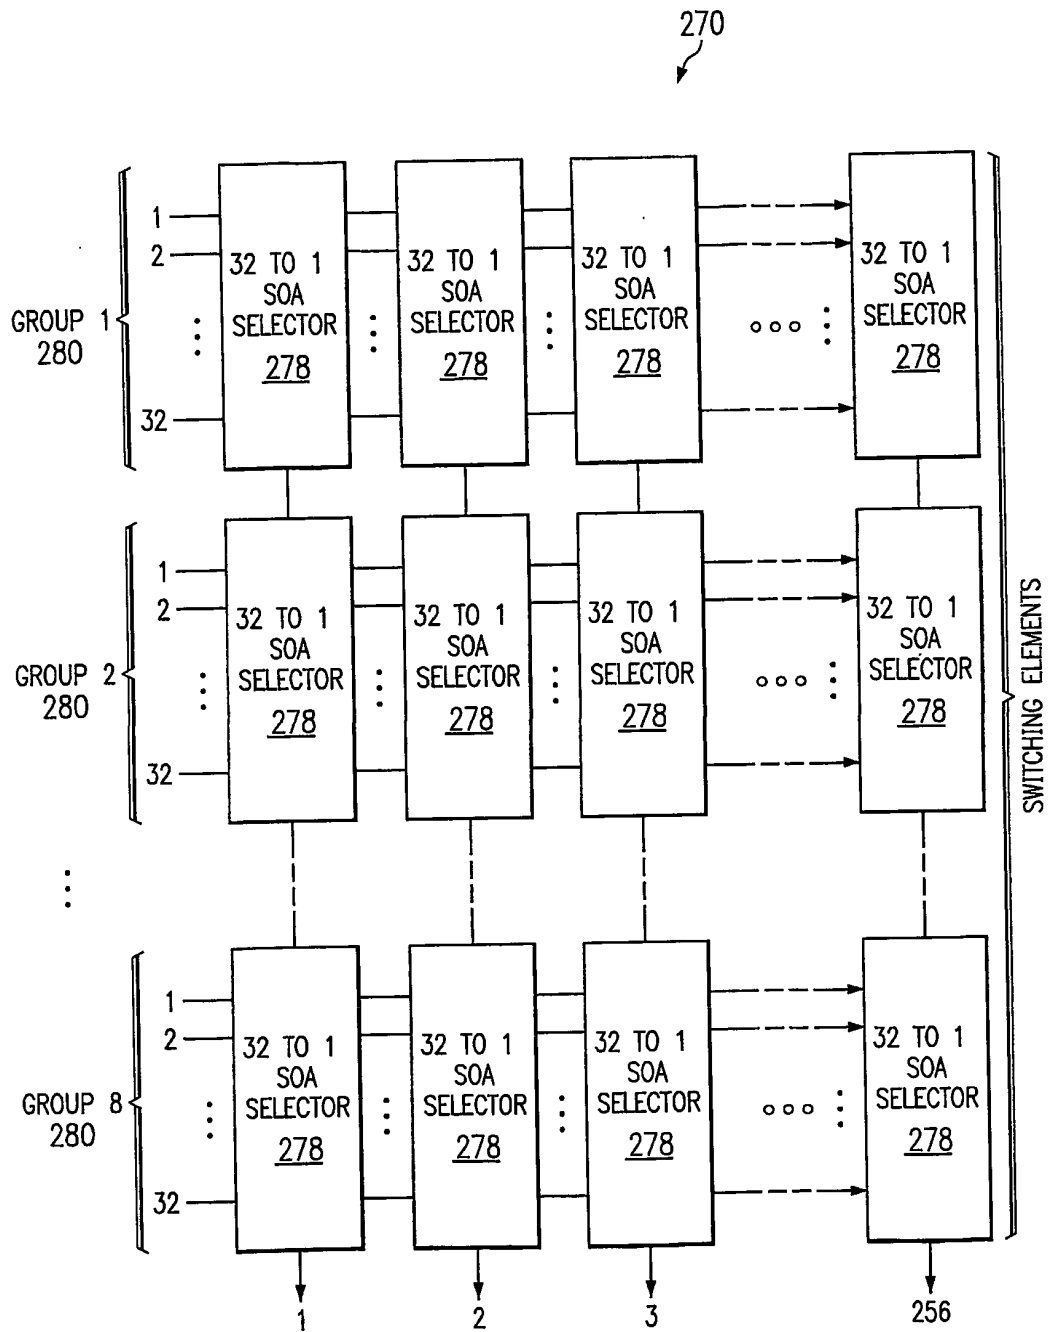 270
GROUP 1
280
1
2
32
32 TO 1
SOA
SELECTOR
278
32 TO 1
SOA
SELECTOR
278
32 TO 1
SOA
SELECTOR
278
32 TO 1
SOA
SELECTOR
278
GROUP 2
280
1
2
32
32 TO 1
SOA
SELECTOR
278
32 TO 1
SOA
SELECTOR
278
32 TO 1
SOA
SELECTOR
278
32 TO 1
SOA
SELECTOR
278
GROUP 8
280
1
2
32
32 TO 1
SOA
SELECTOR
278
32 TO 1
SOA
SELECTOR
278
32 TO 1
SOA
SELECTOR
278
32 TO 1
SOA
SELECTOR
278
SWITCHING ELEMENTS
1
2
3
256